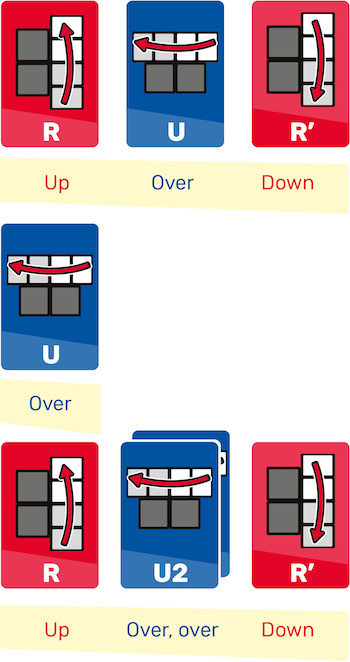 R U R’
Up Over Down
U
Over
R U2 R’
Up Over, over Down